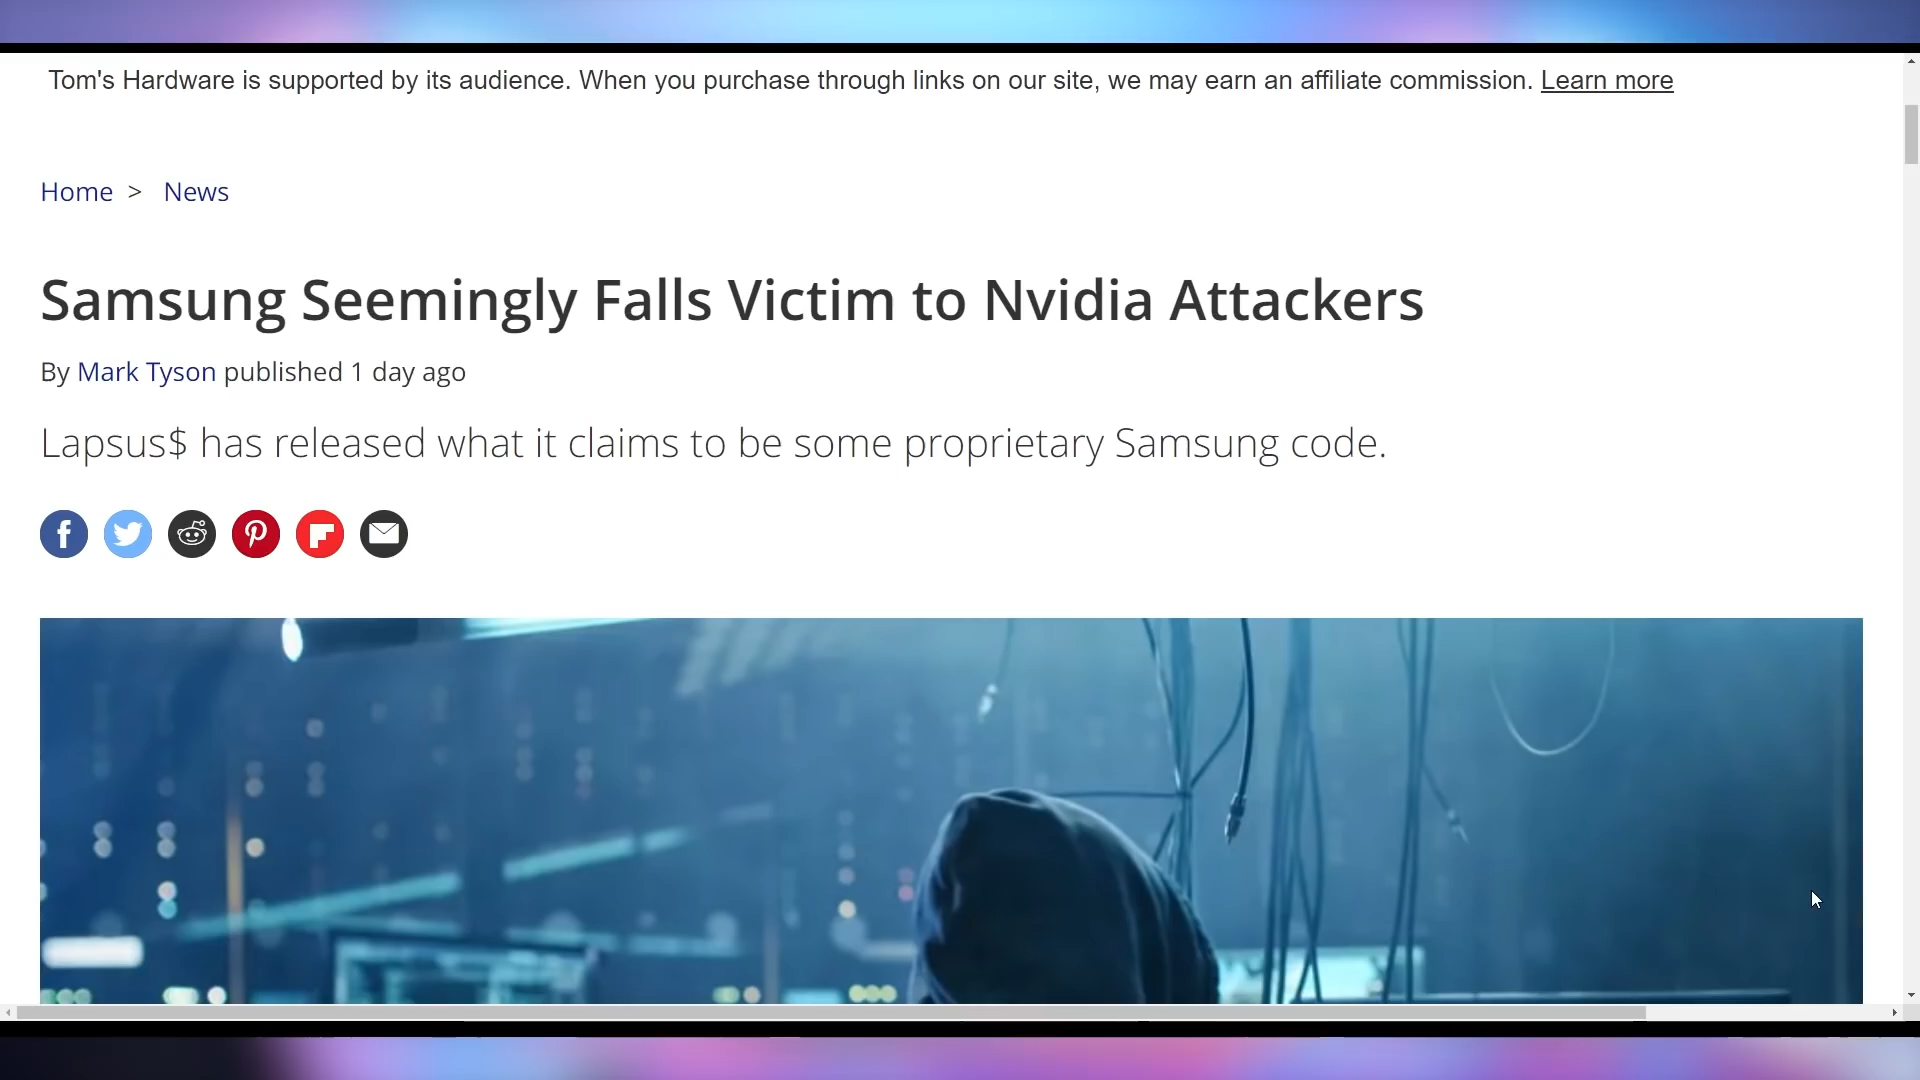 Tom's Hardware is supported by its audience. When you purchase through links on our site, we may earn an affiliate commission. Learn more
Home > News
Samsung Seemingly Falls Victim to Nvidia Attackers
By Mark Tyson published 1 day ago
Lapsus$ has released what it claims to be some proprietary Samsung code.